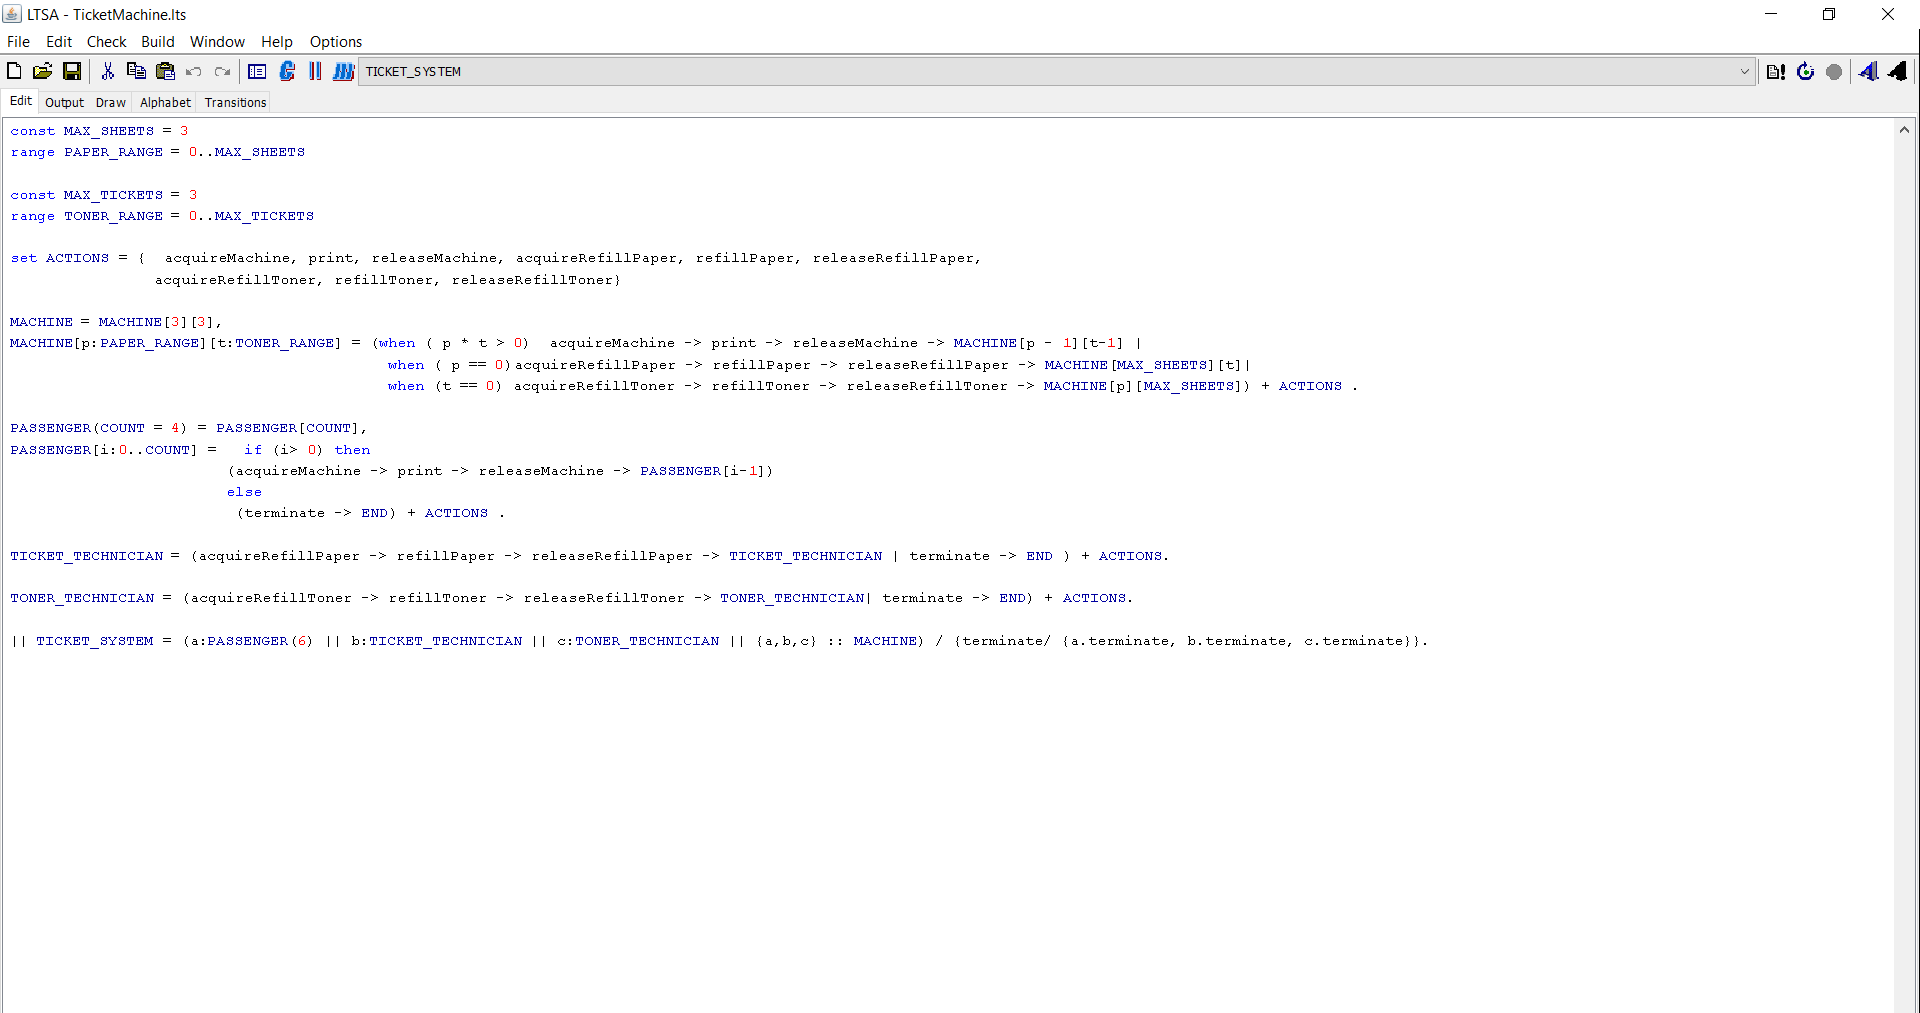 LTSA - TicketMachine.lts
File Edit Check Build Window Help Options
TICKET_SYSTEM
Edit Output Draw Alphabet Transitions
const MAX_SHEETS = 3
range PAPER_RANGE = 0..MAX_SHEETS
const MAX_TICKETS = 3
range TONER_RANGE = 0..MAX_TICKETS
set ACTIONS = { acquireMachine, print, releaseMachine, acquireRefillPaper, refillPaper, releaseRefillPaper,
acquireRefillToner, refillToner, releaseRefillToner}
MACHINE = MACHINE[3][3],
MACHINE[p:PAPER_RANGE][t:TONER_RANGE] = (when ( p * t > 0) acquireMachine -> print -> releaseMachine -> MACHINE[p - 1][t-1] |
when ( p == 0)acquireRefillPaper -> refillPaper -> releaseRefillPaper -> MACHINE[MAX_SHEETS][t]|
when (t == 0) acquireRefillToner -> refillToner -> releaseRefillToner -> MACHINE[p][MAX_SHEETS]) + ACTIONS .
PASSENGER(COUNT = 4) = PASSENGER[COUNT],
PASSENGER[i:0..COUNT] = if (i> 0) then
(acquireMachine -> print -> releaseMachine -> PASSENGER[i-1])
else
(terminate -> END) + ACTIONS .
TICKET_TECHNICIAN = (acquireRefillPaper -> refillPaper -> releaseRefillPaper -> TICKET_TECHNICIAN | terminate -> END ) + ACTIONS.
TONER_TECHNICIAN = (acquireRefillToner -> refillToner -> releaseRefillToner -> TONER_TECHNICIAN| terminate -> END) + ACTIONS.
|| TICKET_SYSTEM = (a:PASSENGER(6) || b:TICKET_TECHNICIAN || c:TONER_TECHNICIAN || {a,b,c} :: MACHINE) / {terminate/ {a.terminate, b.terminate, c.terminate}}.